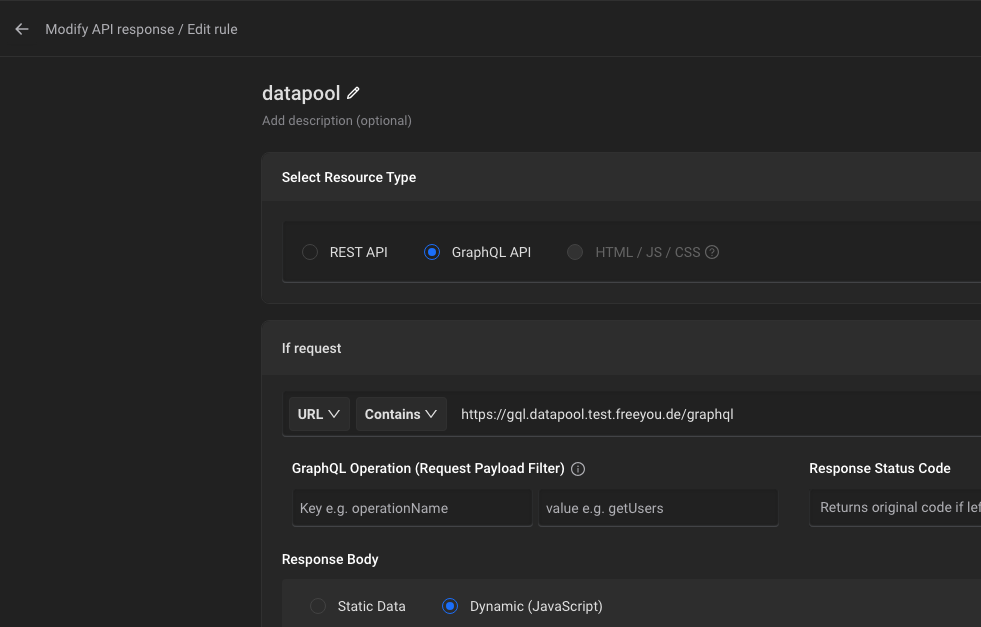 Modify API response / Edit rule
datapool
Add description (optional)
Select Resource Type
REST API GraphQL API HTML / JS / CSS
If request
URL Contains https://gql.datapool.test.freeyou.de/graphql
GraphQL Operation (Request Payload Filter) Response Status Code
Key e.g. operationName value e.g. getUsers Returns original code if lef
Response Body
Static Data Dynamic (JavaScript)